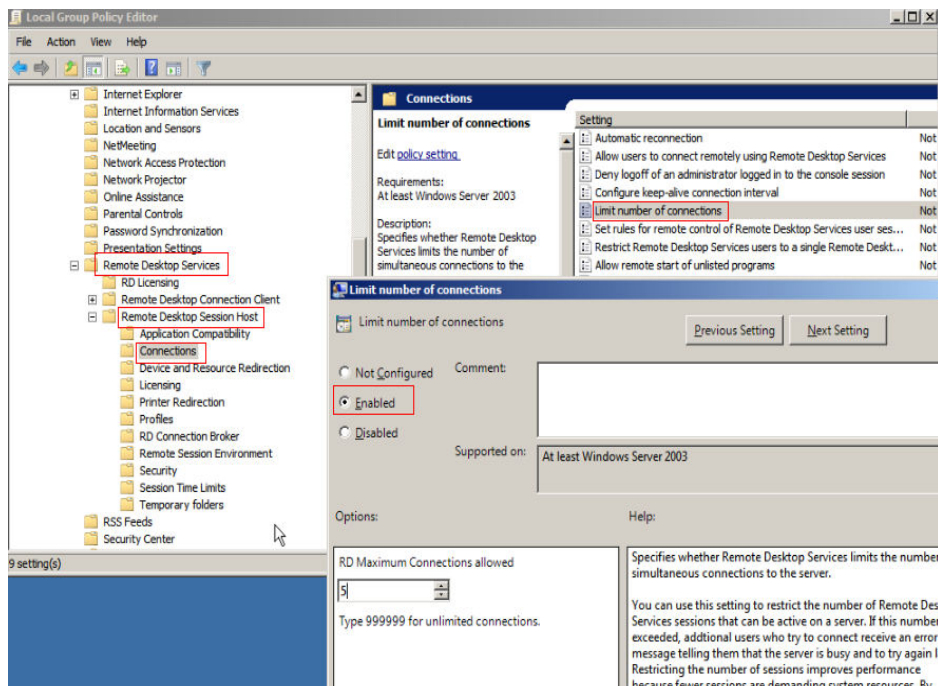 Local Group Policy Editor
File Action View Help
Internet Explorer
Internet Information Services
Location and Sensors
NetMeeting
Network Access Protection
Network Projector
Online Assistance
Parental Controls
Password Synchronization
Presentation Settings
Remote Desktop Services
RD Licensing
Remote Desktop Connection Client
Remote Desktop Session Host
Application Compatibility
Connections
Device and Resource Redirection
Licensing
Printer Redirection
Profiles
RD Connection Broker
Remote Session Environment
Security
Session Time Limits
Temporary folders
RSS Feeds
Security Center
9 setting(s)
Connections
Limit number of connections
Edit policy setting
Requirements:
At least Windows Server 2003
Description:
Specifies whether Remote Desktop
Services limits the number of
simultaneous connections to the
Setting
Automatic reconnection Not
Allow users to connect remotely using Remote Desktop Services Not
Deny logoff of an administrator logged in to the console session Not
Configure keep-alive connection interval Not
Limit number of connections Not
Set rules for remote control of Remote Desktop Services user ses... Not
Restrict Remote Desktop Services users to a single Remote Deskt... Not
Allow remote start of unlisted programs Not
Limit number of connections
Limit number of connections
Previous Setting Next Setting
Not Configured
Enabled
Disabled
Comment:
Supported on:
At least Windows Server 2003
Options:
Help:
RD Maximum Connections allowed
5
Type 999999 for unlimited connections.
Specifies whether Remote Desktop Services limits the number
simultaneous connections to the server.
You can use this setting to restrict the number of Remote Des
Services sessions that can be active on a server. If this number
exceeded, addtional users who try to connect receive an error
message telling them that the server is busy and to try again l
Restricting the number of sessions improves performance
because fewer sessions are demanding system resources. By